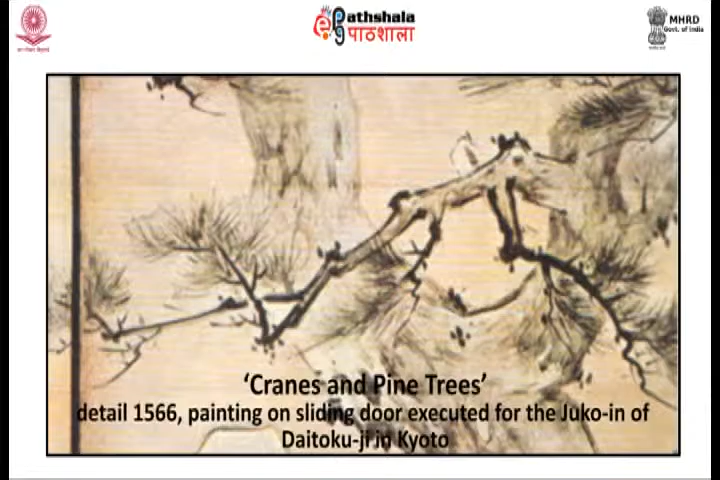 ePathshala
पाठशाला
MHRD
Govt. of India
‘Cranes and Pine Trees’
detail 1566, painting on sliding door executed for the Juko-in of
Daitoku-ji in Kyoto